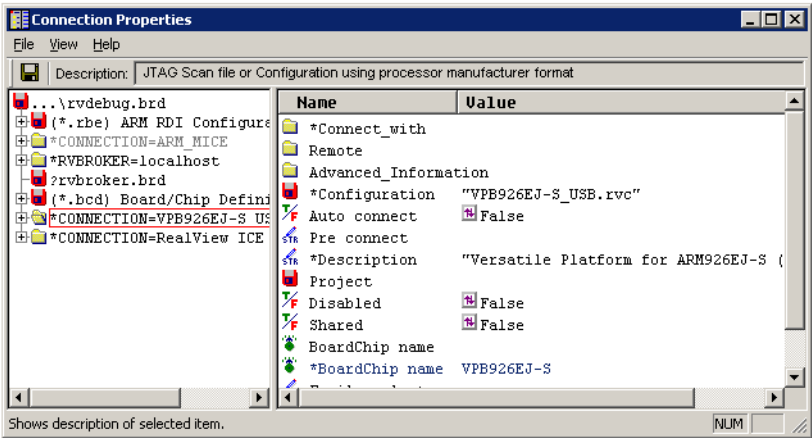 Connection Properties
File View Help
Description: JTAG Scan file or Configuration using processor manufacturer format
...\rvdebug.brd
(*.rbe) ARM RDI Configura
*CONNECTION=ARM_MICE
*RVBROKER=localhost
?rvbroker.brd
(*.bcd) Board/Chip Defini
*CONNECTION=VPB926EJ-S US
*CONNECTION=RealView ICE
Name Value
*Connect_with
Remote
Advanced_Information
*Configuration "VPB926EJ-S_USB.rvc"
Auto connect False
Pre connect
*Description "Versatile Platform for ARM926EJ-S (
Project
Disabled False
Shared False
BoardChip name
*BoardChip name VPB926EJ-S
Shows description of selected item. NUM